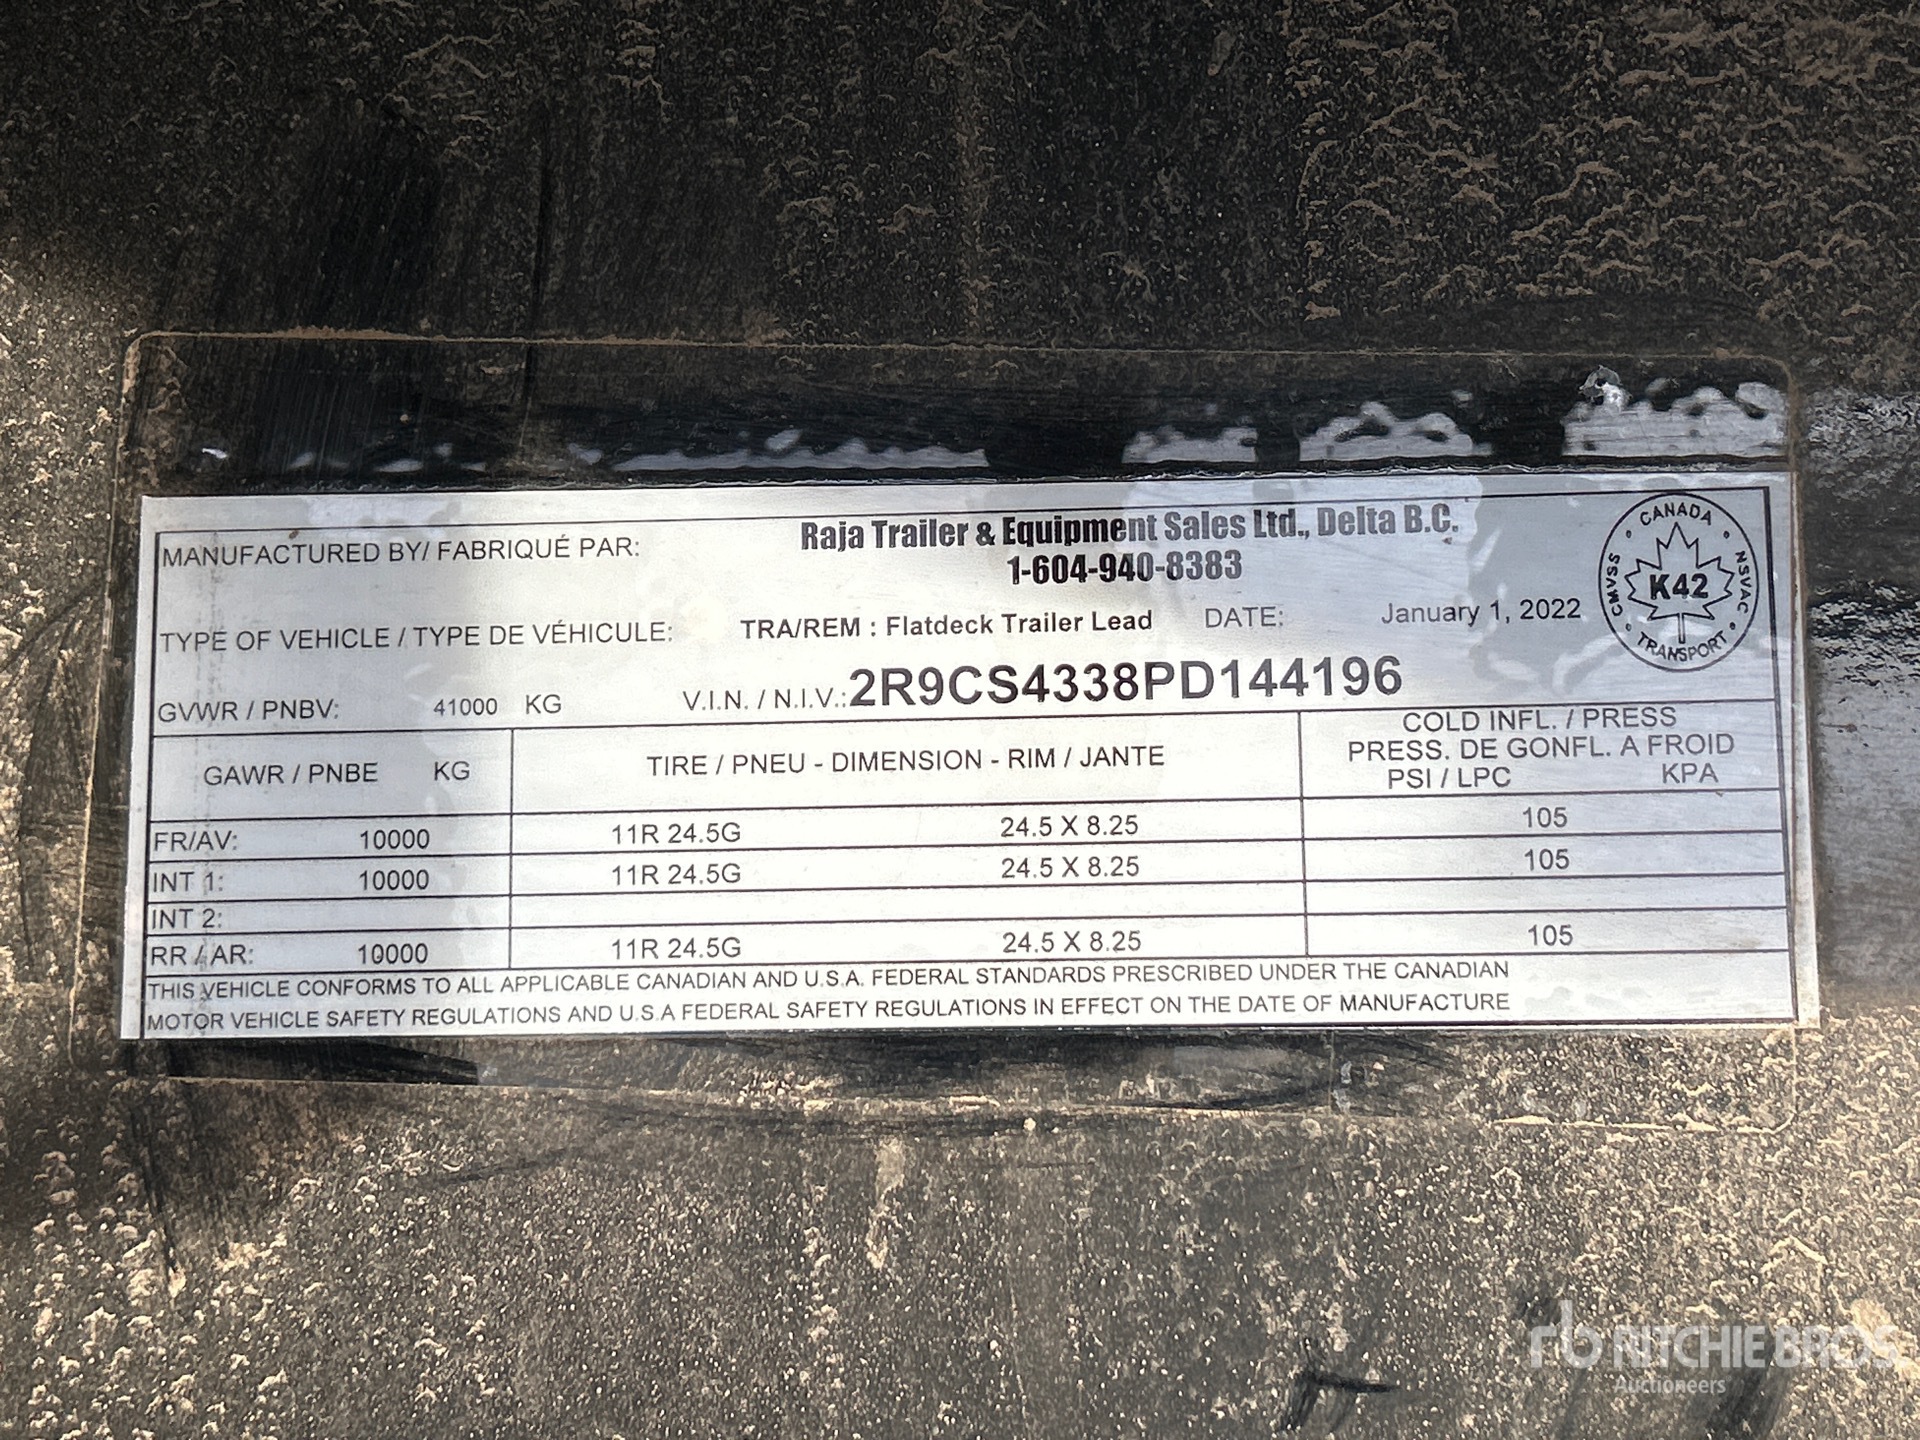 MANUFACTURED BY/ FABRIQUÉ PAR: Raja Trailer & Equipment Sales Ltd., Delta B.C.
1-604-940-8383
CANADA
CMVSS K42 NSVAC
TRANSPORT
TYPE OF VEHICLE / TYPE DE VÉHICULE: TRA/REM : Flatdeck Trailer Lead DATE: January 1, 2022
GVWR / PNBV: 41000 KG V.I.N. / N.I.V.: 2R9CS4338PD144196
GAWR / PNBE KG TIRE / PNEU - DIMENSION - RIM / JANTE COLD INFL. / PRESS
PRESS. DE GONFL. A FROID
PSI / LPC KPA
FR/AV: 10000 11R 24.5G 24.5 X 8.25 105
INT 1: 10000 11R 24.5G 24.5 X 8.25 105
INT 2:
RR / AR: 10000 11R 24.5G 24.5 X 8.25 105
THIS VEHICLE CONFORMS TO ALL APPLICABLE CANADIAN AND U.S.A. FEDERAL STANDARDS PRESCRIBED UNDER THE CANADIAN
MOTOR VEHICLE SAFETY REGULATIONS AND U.S.A FEDERAL SAFETY REGULATIONS IN EFFECT ON THE DATE OF MANUFACTURE
rb RITCHIE BROS
Auctioneers